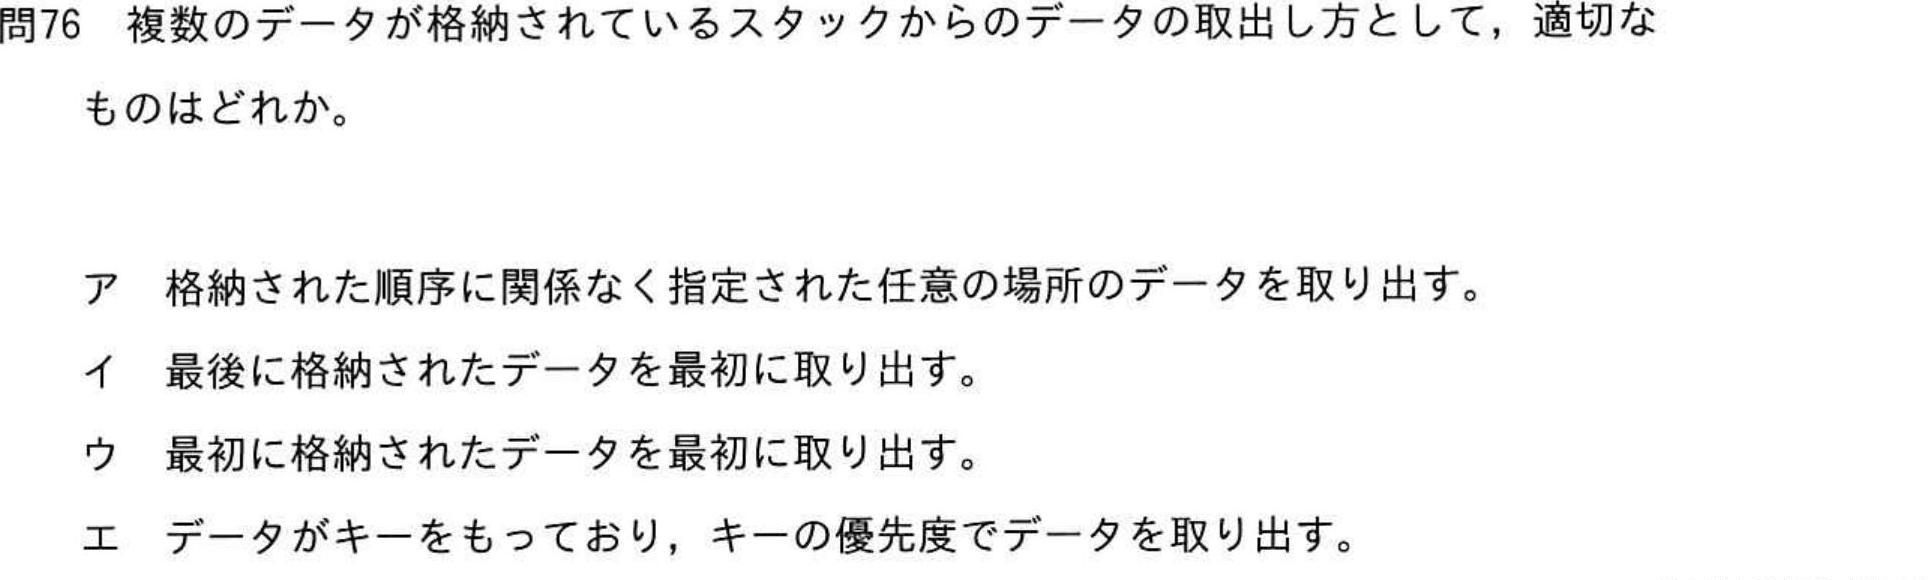 問76 複数のデータが格納されているスタックからのデータの取出し方として，適切な
ものはどれか。
ア 格納された順序に関係なく指定された任意の場所のデータを取り出す。
イ 最後に格納されたデータを最初に取り出す。
ウ 最初に格納されたデータを最初に取り出す。
エ データがキーをもっており，キーの優先度でデータを取り出す。